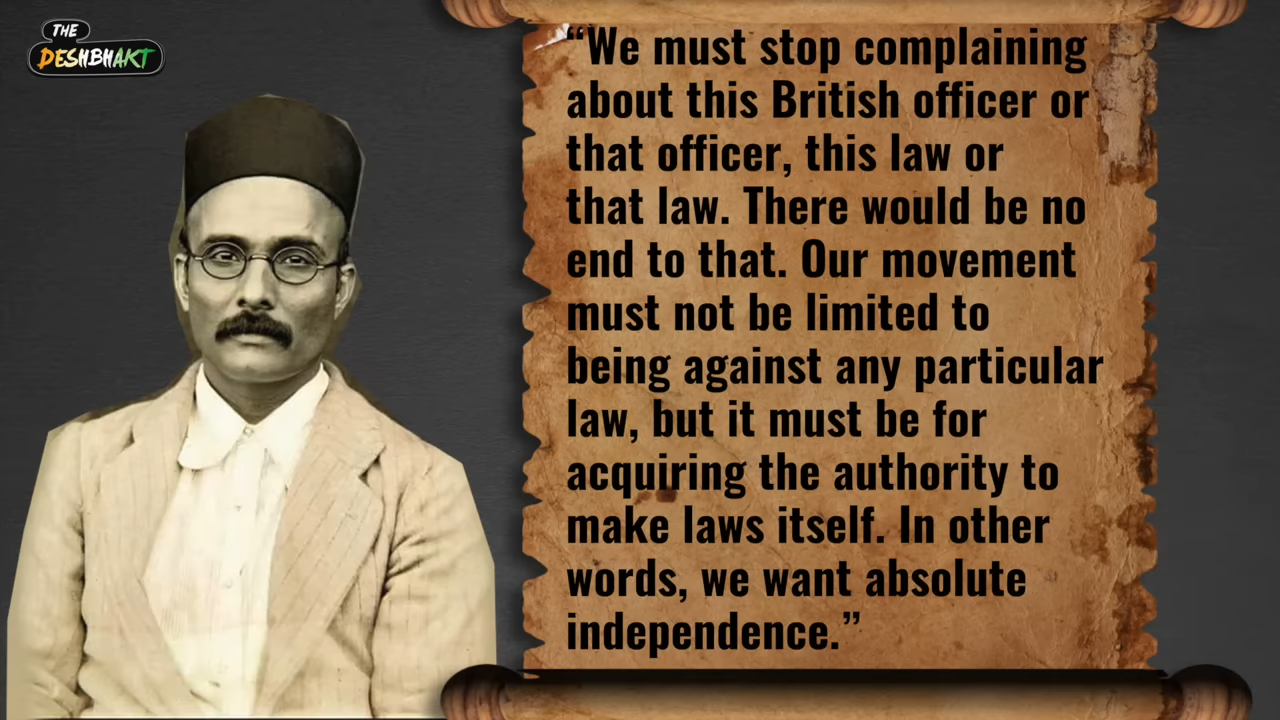 THE
DESHBHAKT
“We must stop complaining
about this British officer or
that officer, this law or
that law. There would be no
end to that. Our movement
must not be limited to
being against any particular
law, but it must be for
acquiring the authority to
make laws itself. In other
words, we want absolute
independence.”